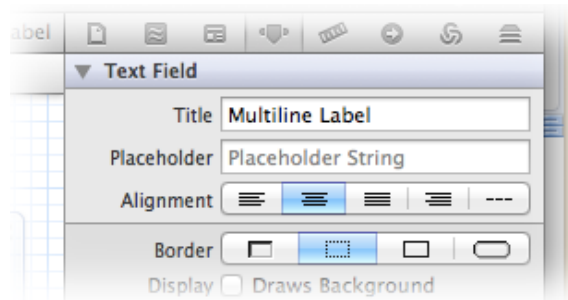 abel
Text Field
Title Multiline Label
Placeholder Placeholder String
Alignment
Border
Display Draws Background